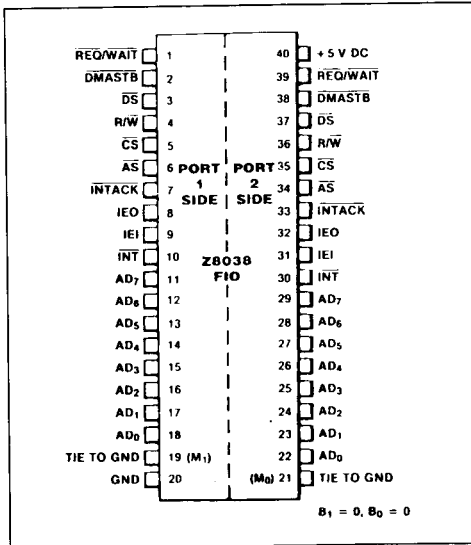 REQ/WAIT 1 40 +5 V DC
DMASTB 2 39 REQ/WAIT
DS 3 38 DMASTB
R/W 4 37 DS
CS 5 36 R/W
AS 6 35 CS
INTACK 7 34 AS
IEO 8 33 INTACK
IEI 9 32 IEO
INT 10 31 IEI
AD7 11 30 INT
AD6 12 29 AD7
AD5 13 28 AD6
AD4 14 27 AD5
AD3 15 26 AD4
AD2 16 25 AD3
AD1 17 24 AD2
AD0 18 23 AD1
TIE TO GND 19 (M1) 22 AD0
GND 20 (M0) 21 TIE TO GND
PORT 1 SIDE
PORT 2 SIDE
Z8038
FIO
B1 = 0, B0 = 0